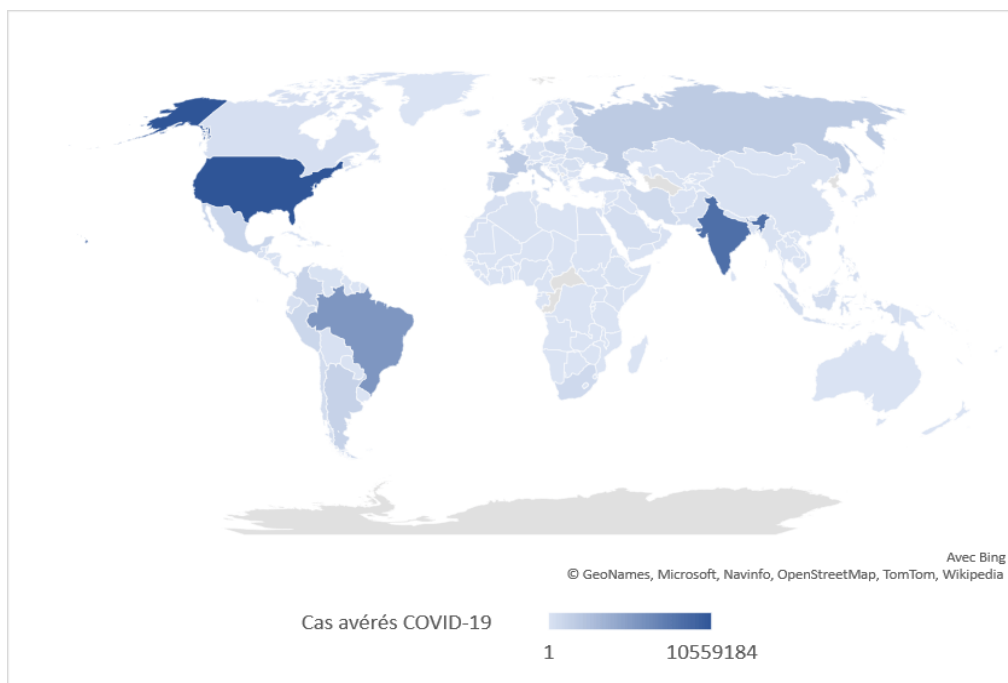 Avec Bing
© GeoNames, Microsoft, Navinfo, OpenStreetMap, TomTom, Wikipedia
Cas avérés COVID-19
1 10559184